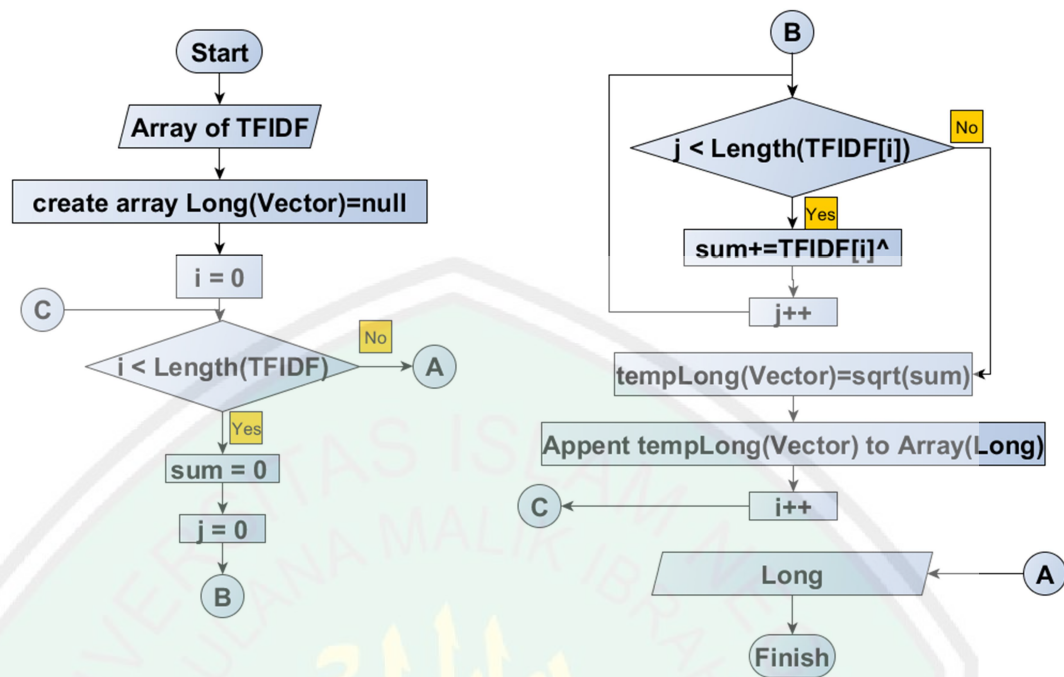 Start
Array of TFIDF
create array Long(Vector)=null
i = 0
C
i < Length(TFIDF)
No
A
Yes
sum = 0
j = 0
B
B
j < Length(TFIDF[i])
No
Yes
sum+=TFIDF[i]^
j++
tempLong(Vector)=sqrt(sum)
Appent tempLong(Vector) to Array(Long)
i++
C
Long
A
Finish